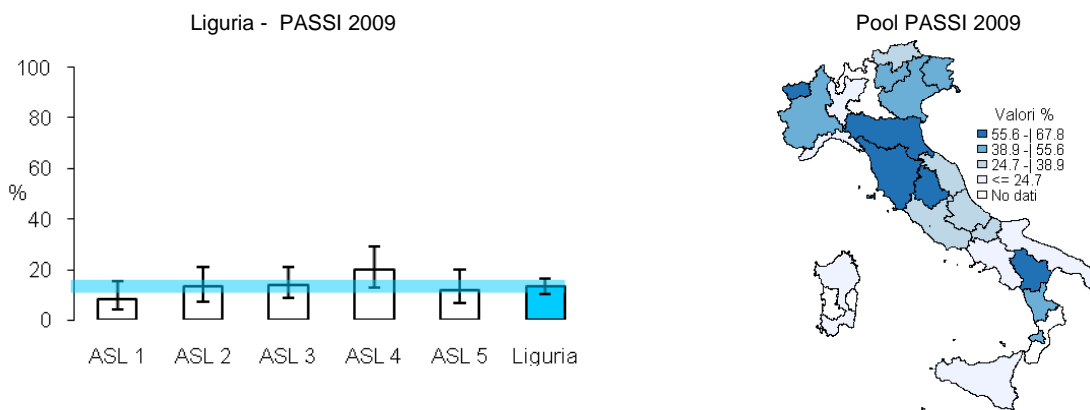 Liguria - PASSI 2009
100
80
60
%
40
20
0
ASL 1 ASL 2 ASL 3 ASL 4 ASL 5 Liguria
Pool PASSI 2009
Valori %
55.6 -| 67.8
38.9 -| 55.6
24.7 -| 38.9
<= 24.7
No dati